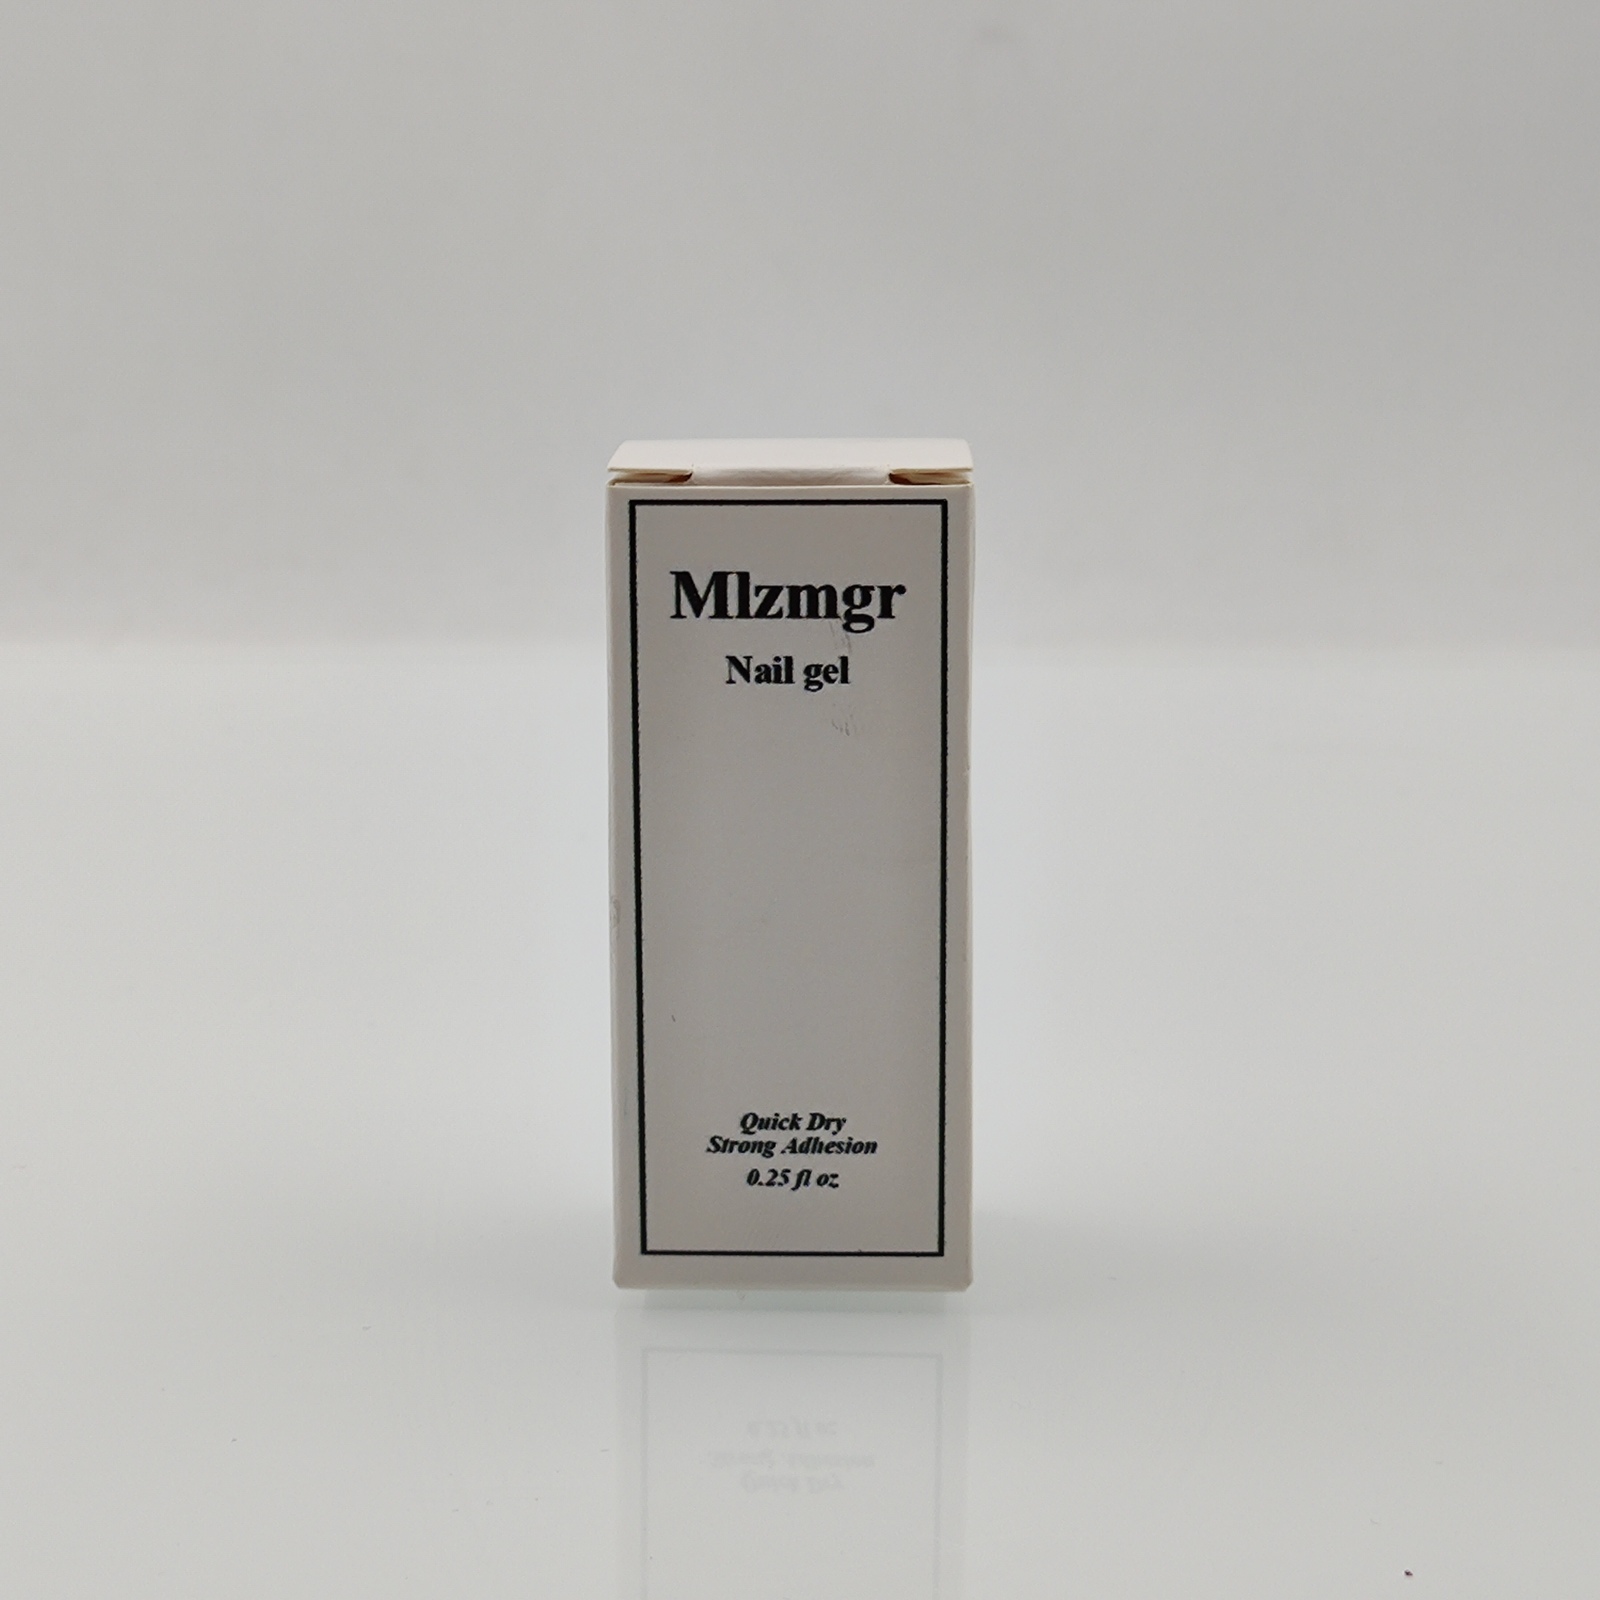 Mlzmgr
Nail gel
Quick Dry
Strong Adhesion
0.25 fl oz